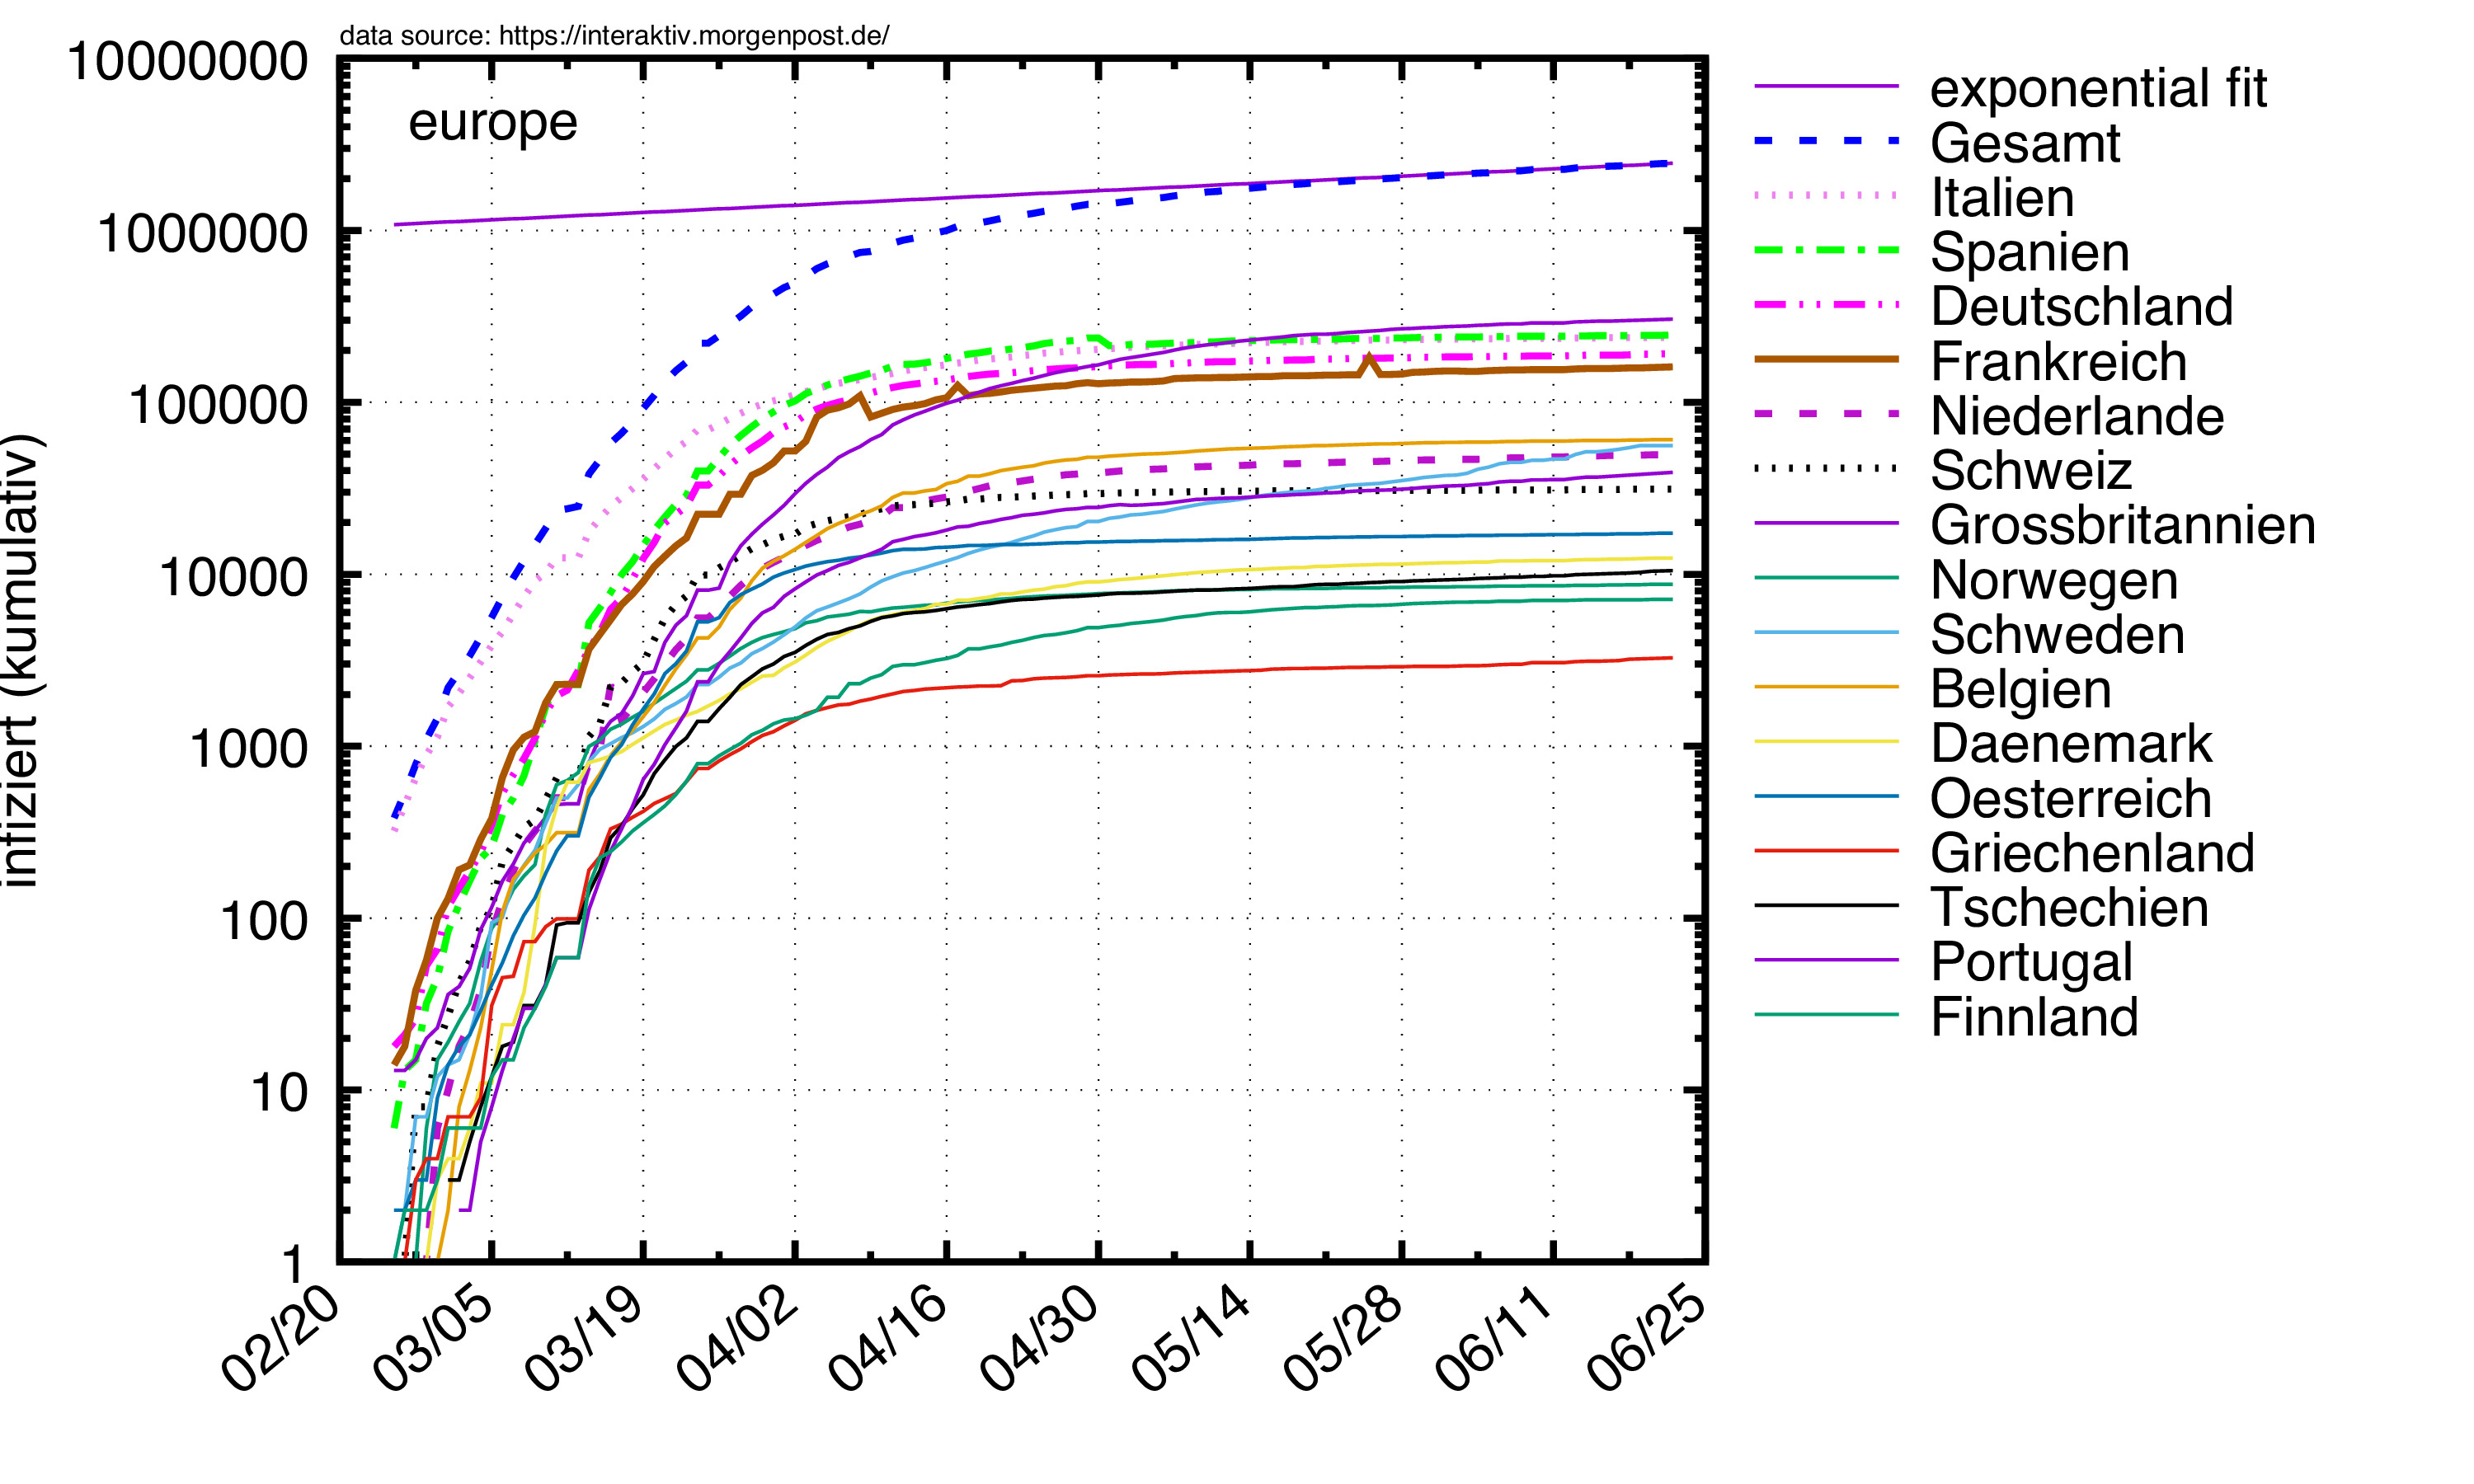 data source: https://interaktiv.morgenpost.de/
europe
infiziert (kumulativ)
10000000
1000000
100000
10000
1000
100
10
1
02/20
03/05
03/19
04/02
04/16
04/30
05/14
05/28
06/11
06/25
exponential fit
Gesamt
Italien
Spanien
Deutschland
Frankreich
Niederlande
Schweiz
Grossbritannien
Norwegen
Schweden
Belgien
Daenemark
Oesterreich
Griechenland
Tschechien
Portugal
Finnland